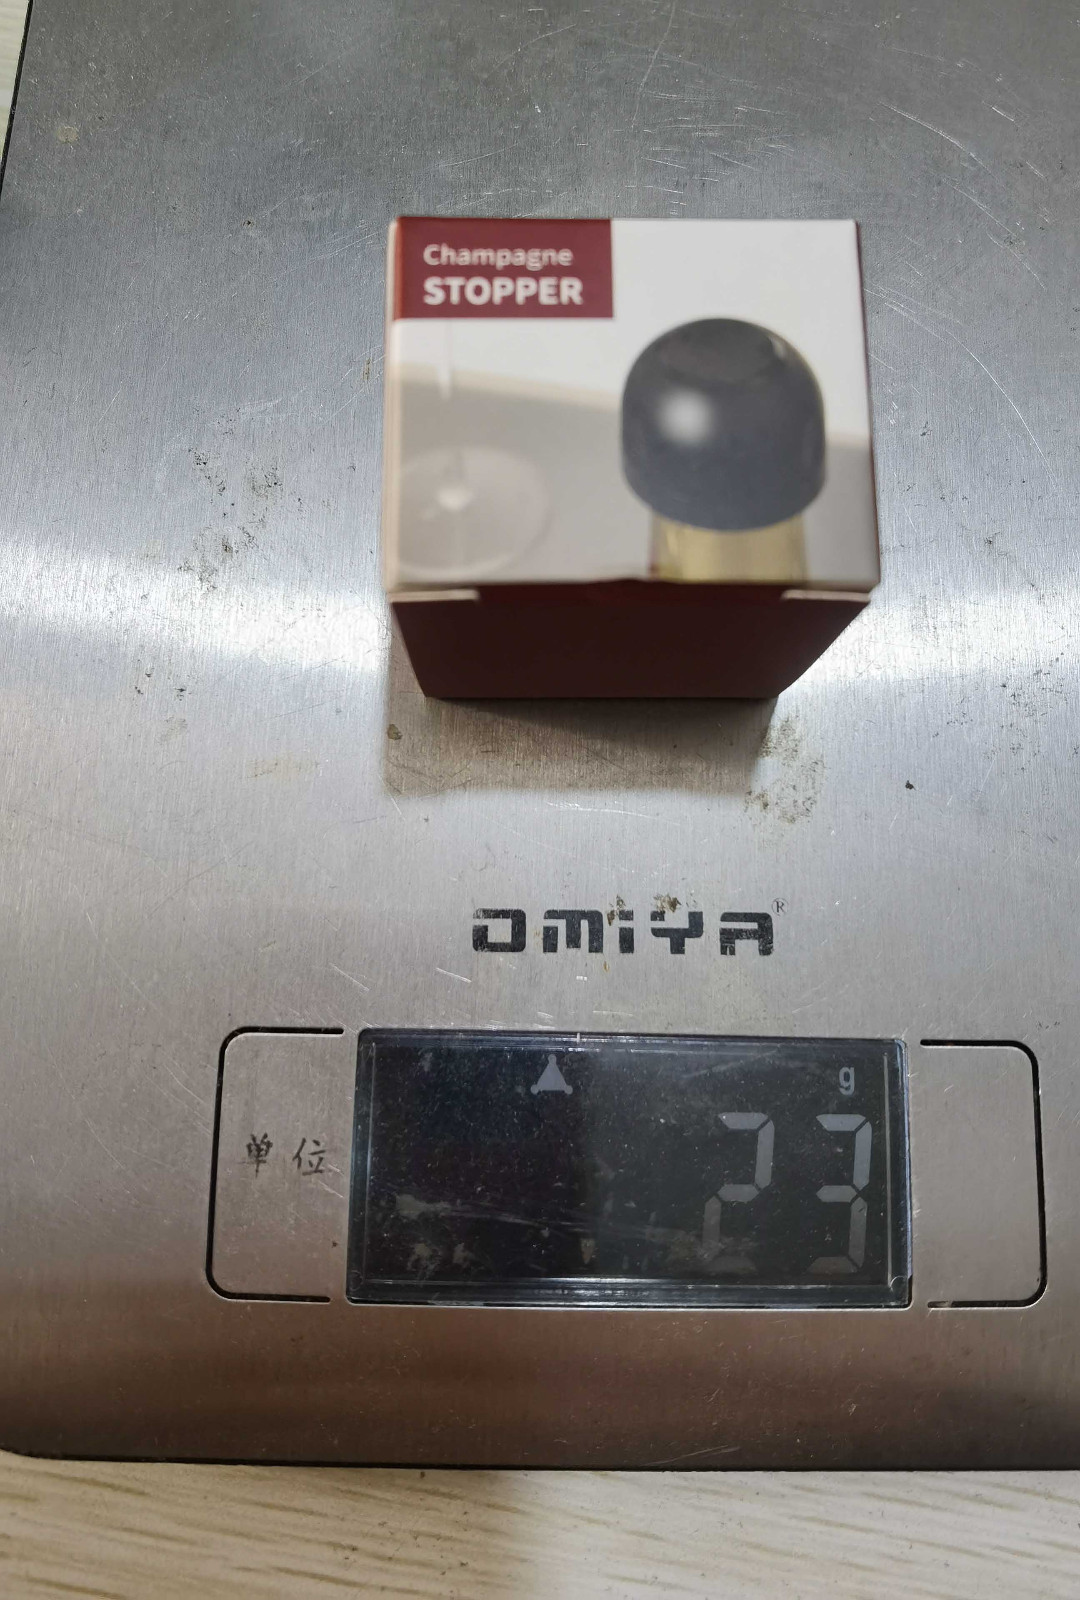 Champagne
STOPPER
OMIYA®
g
单位
23